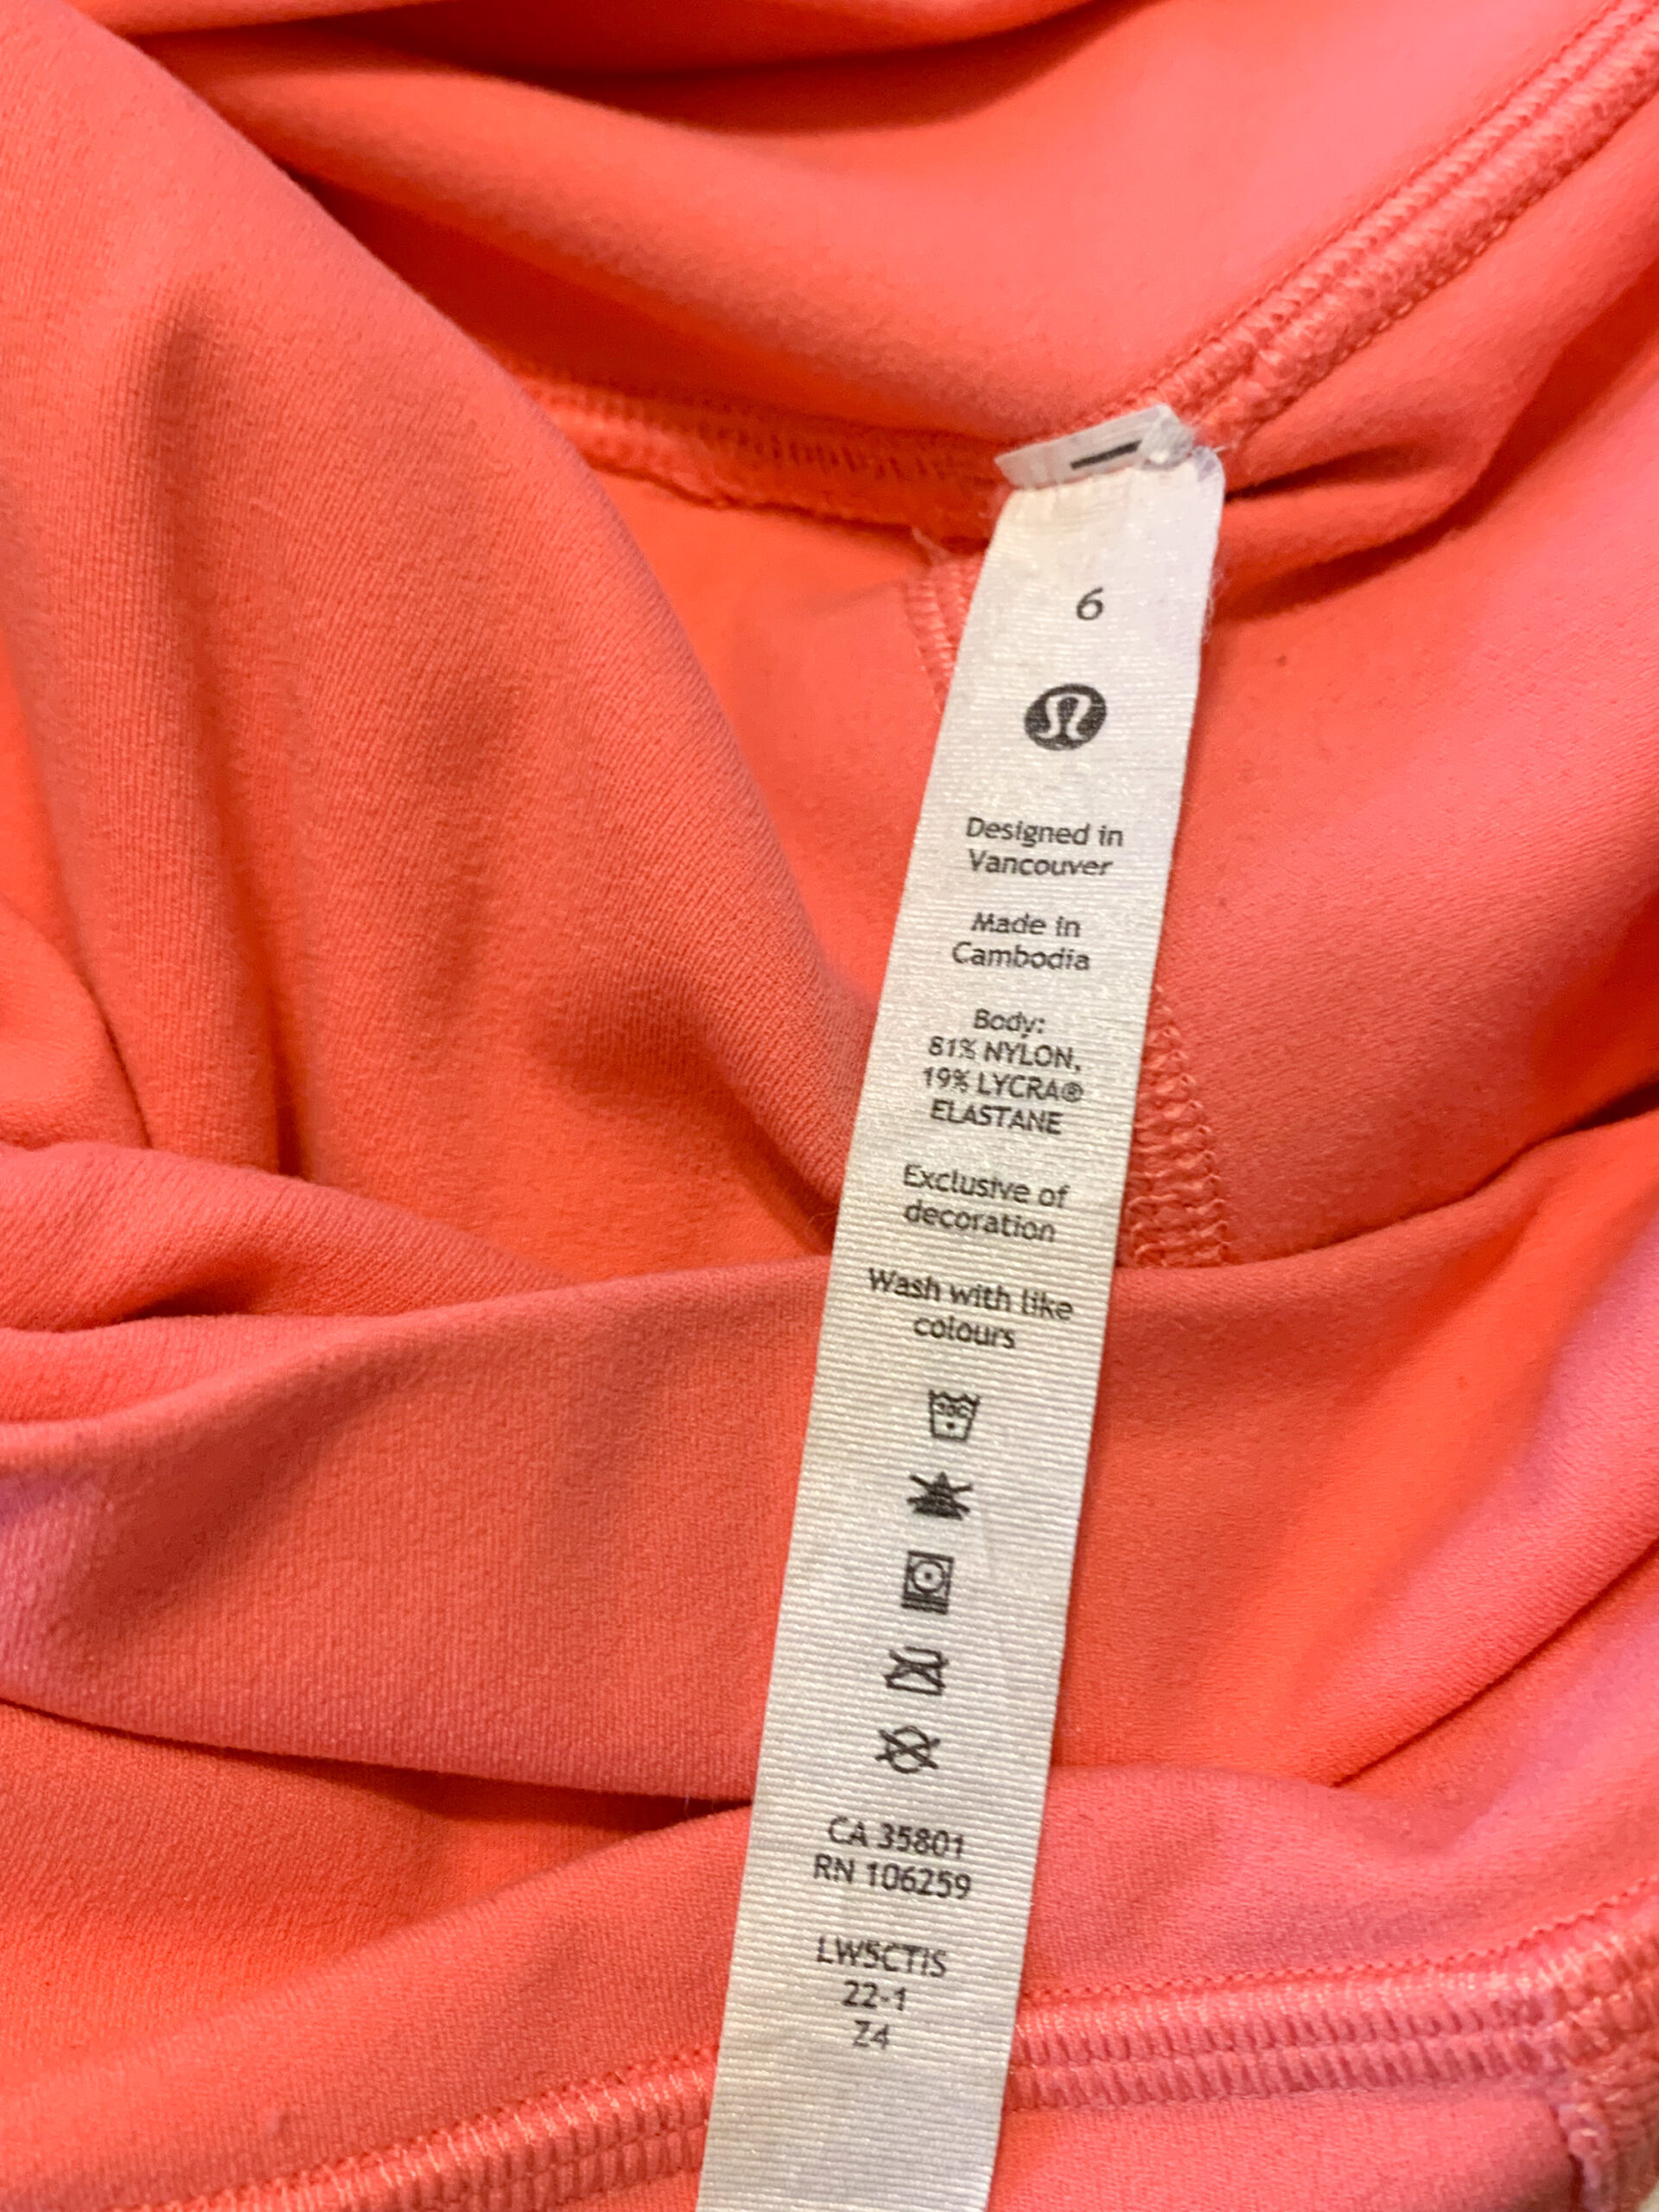 6
Designed in
Vancouver
Made in
Cambodia
Body:
81% NYLON,
19% LYCRA®
ELASTANE
Exclusive of
decoration
Wash with like
colours
30C
CA 35801
RN 106259
LW5CTIS
22-1
Z4